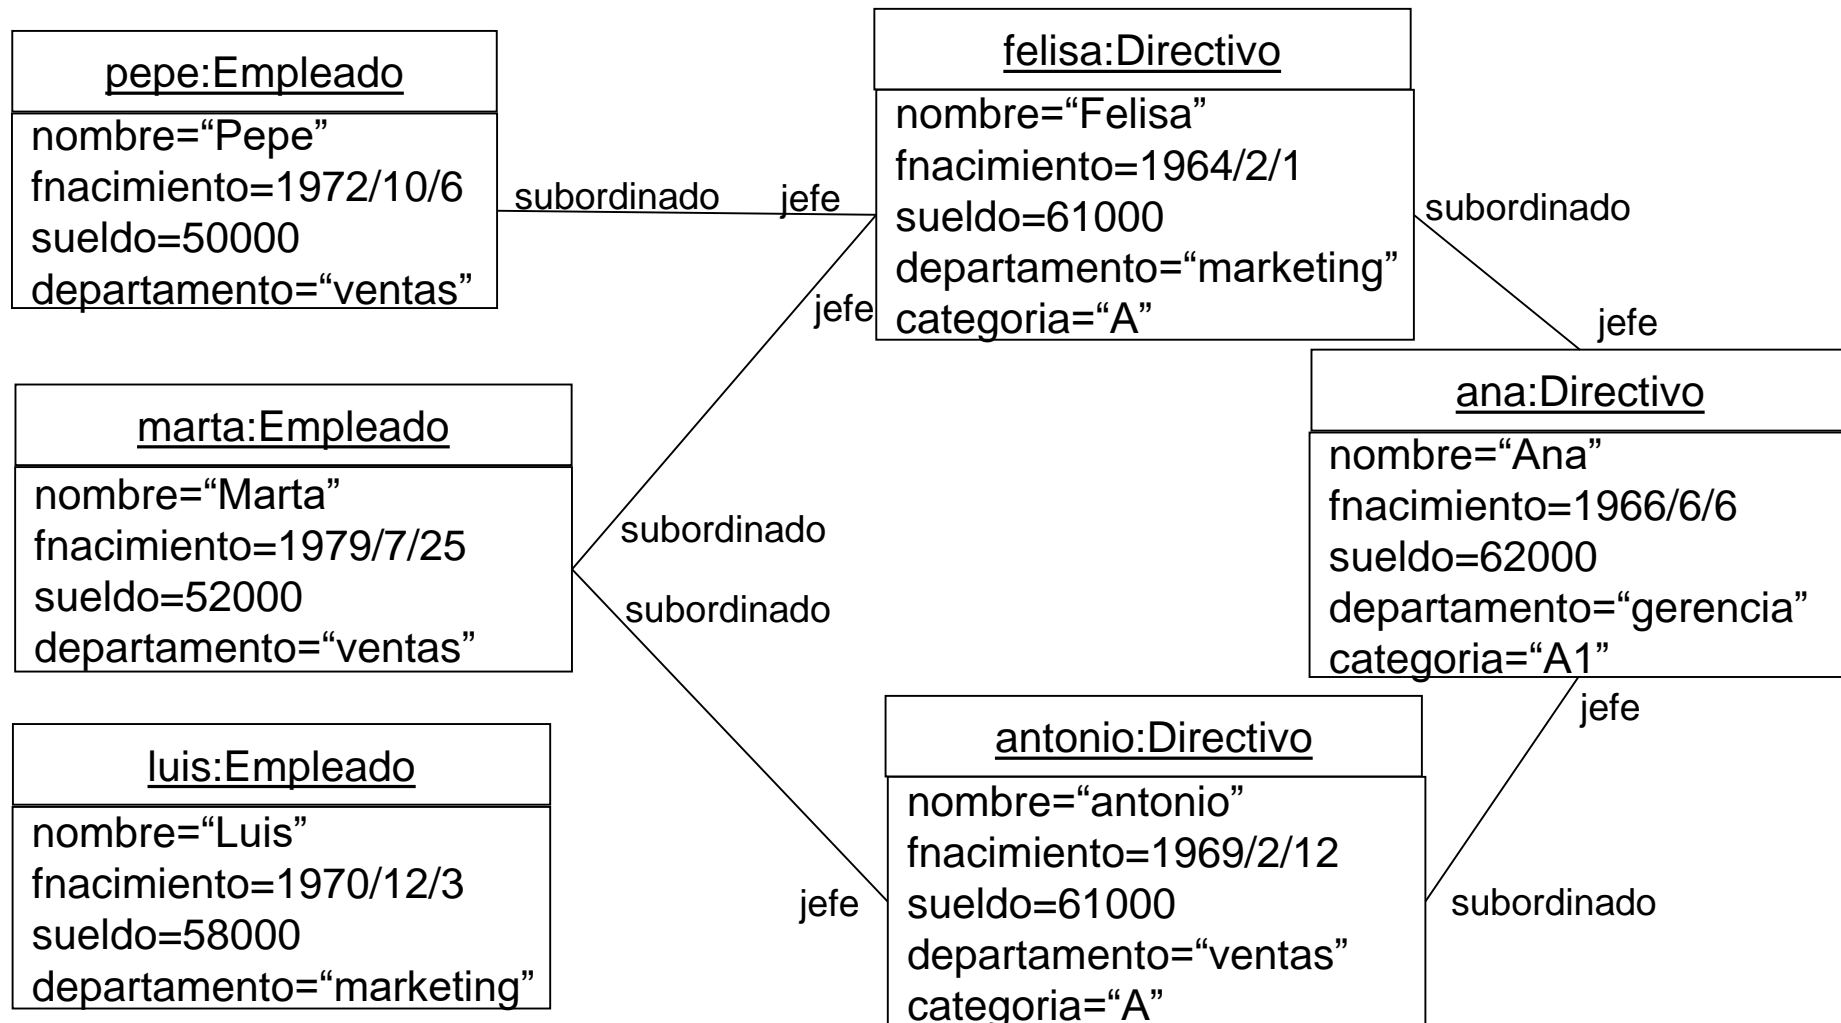 pepe:Empleado
nombre=“Pepe”
fnacimiento=1972/10/6
sueldo=50000
departamento=“ventas”
subordinado
jefe
felisa:Directivo
nombre=“Felisa”
fnacimiento=1964/2/1
sueldo=61000
departamento=“marketing”
categoria=“A”
subordinado
jefe
jefe
marta:Empleado
nombre=“Marta”
fnacimiento=1979/7/25
sueldo=52000
departamento=“ventas”
subordinado
subordinado
ana:Directivo
nombre=“Ana”
fnacimiento=1966/6/6
sueldo=62000
departamento=“gerencia”
categoria=“A1”
jefe
luis:Empleado
nombre=“Luis”
fnacimiento=1970/12/3
sueldo=58000
departamento=“marketing”
jefe
antonio:Directivo
nombre=“antonio”
fnacimiento=1969/2/12
sueldo=61000
departamento=“ventas”
categoria=“A”
subordinado